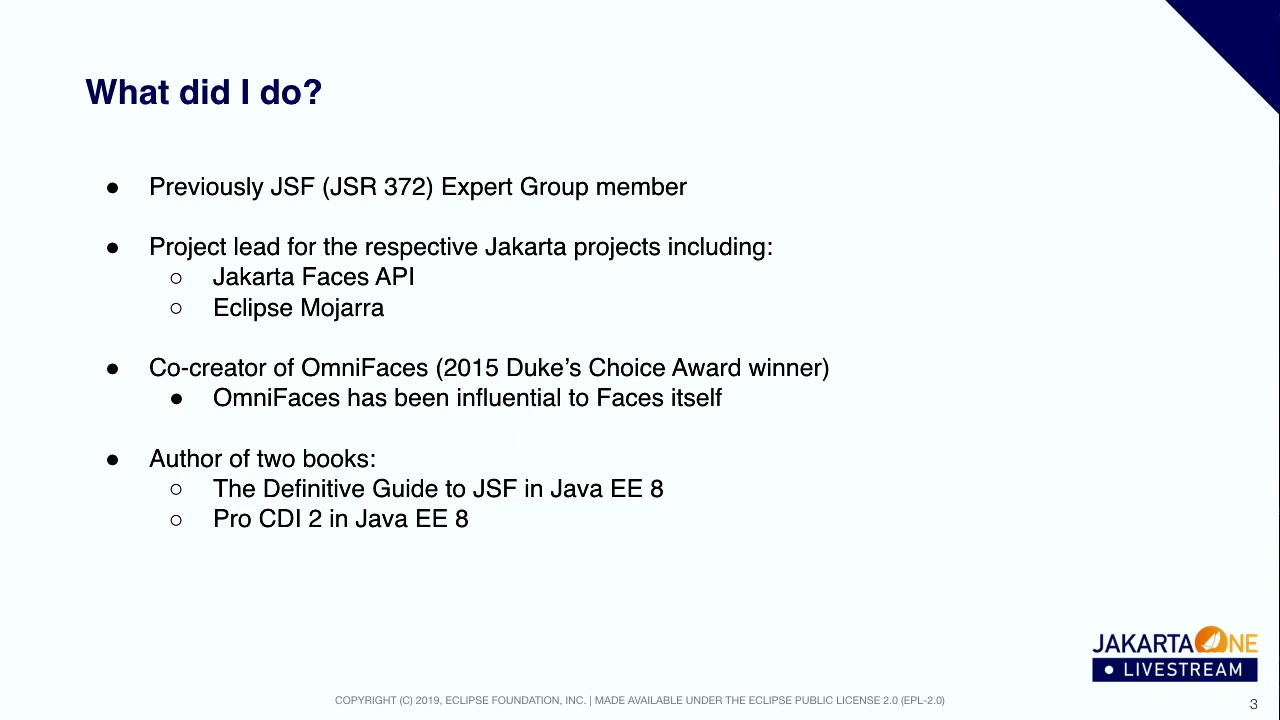 What did I do?
● Previously JSF (JSR 372) Expert Group member
● Project lead for the respective Jakarta projects including:
○ Jakarta Faces API
○ Eclipse Mojarra
● Co-creator of OmniFaces (2015 Duke’s Choice Award winner)
● OmniFaces has been influential to Faces itself
● Author of two books:
○ The Definitive Guide to JSF in Java EE 8
○ Pro CDI 2 in Java EE 8
JAKARTAONE
● LIVESTREAM
COPYRIGHT (C) 2019, ECLIPSE FOUNDATION, INC. | MADE AVAILABLE UNDER THE ECLIPSE PUBLIC LICENSE 2.0 (EPL-2.0)
3